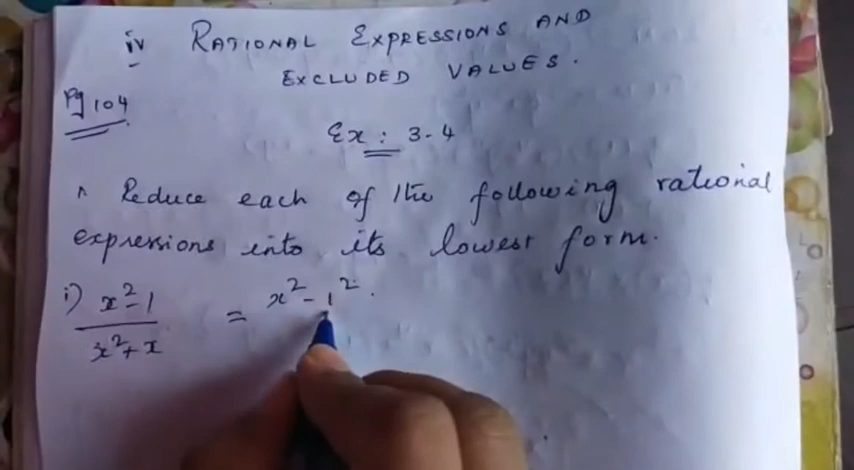 iv RATIONAL EXPRESSIONS AND
EXCLUDED VALUES.
Pg 104
Ex: 3.4
1. Reduce each of the following rational
expressions into its lowest form.
i) x²-1 / x²+x = x²-1²